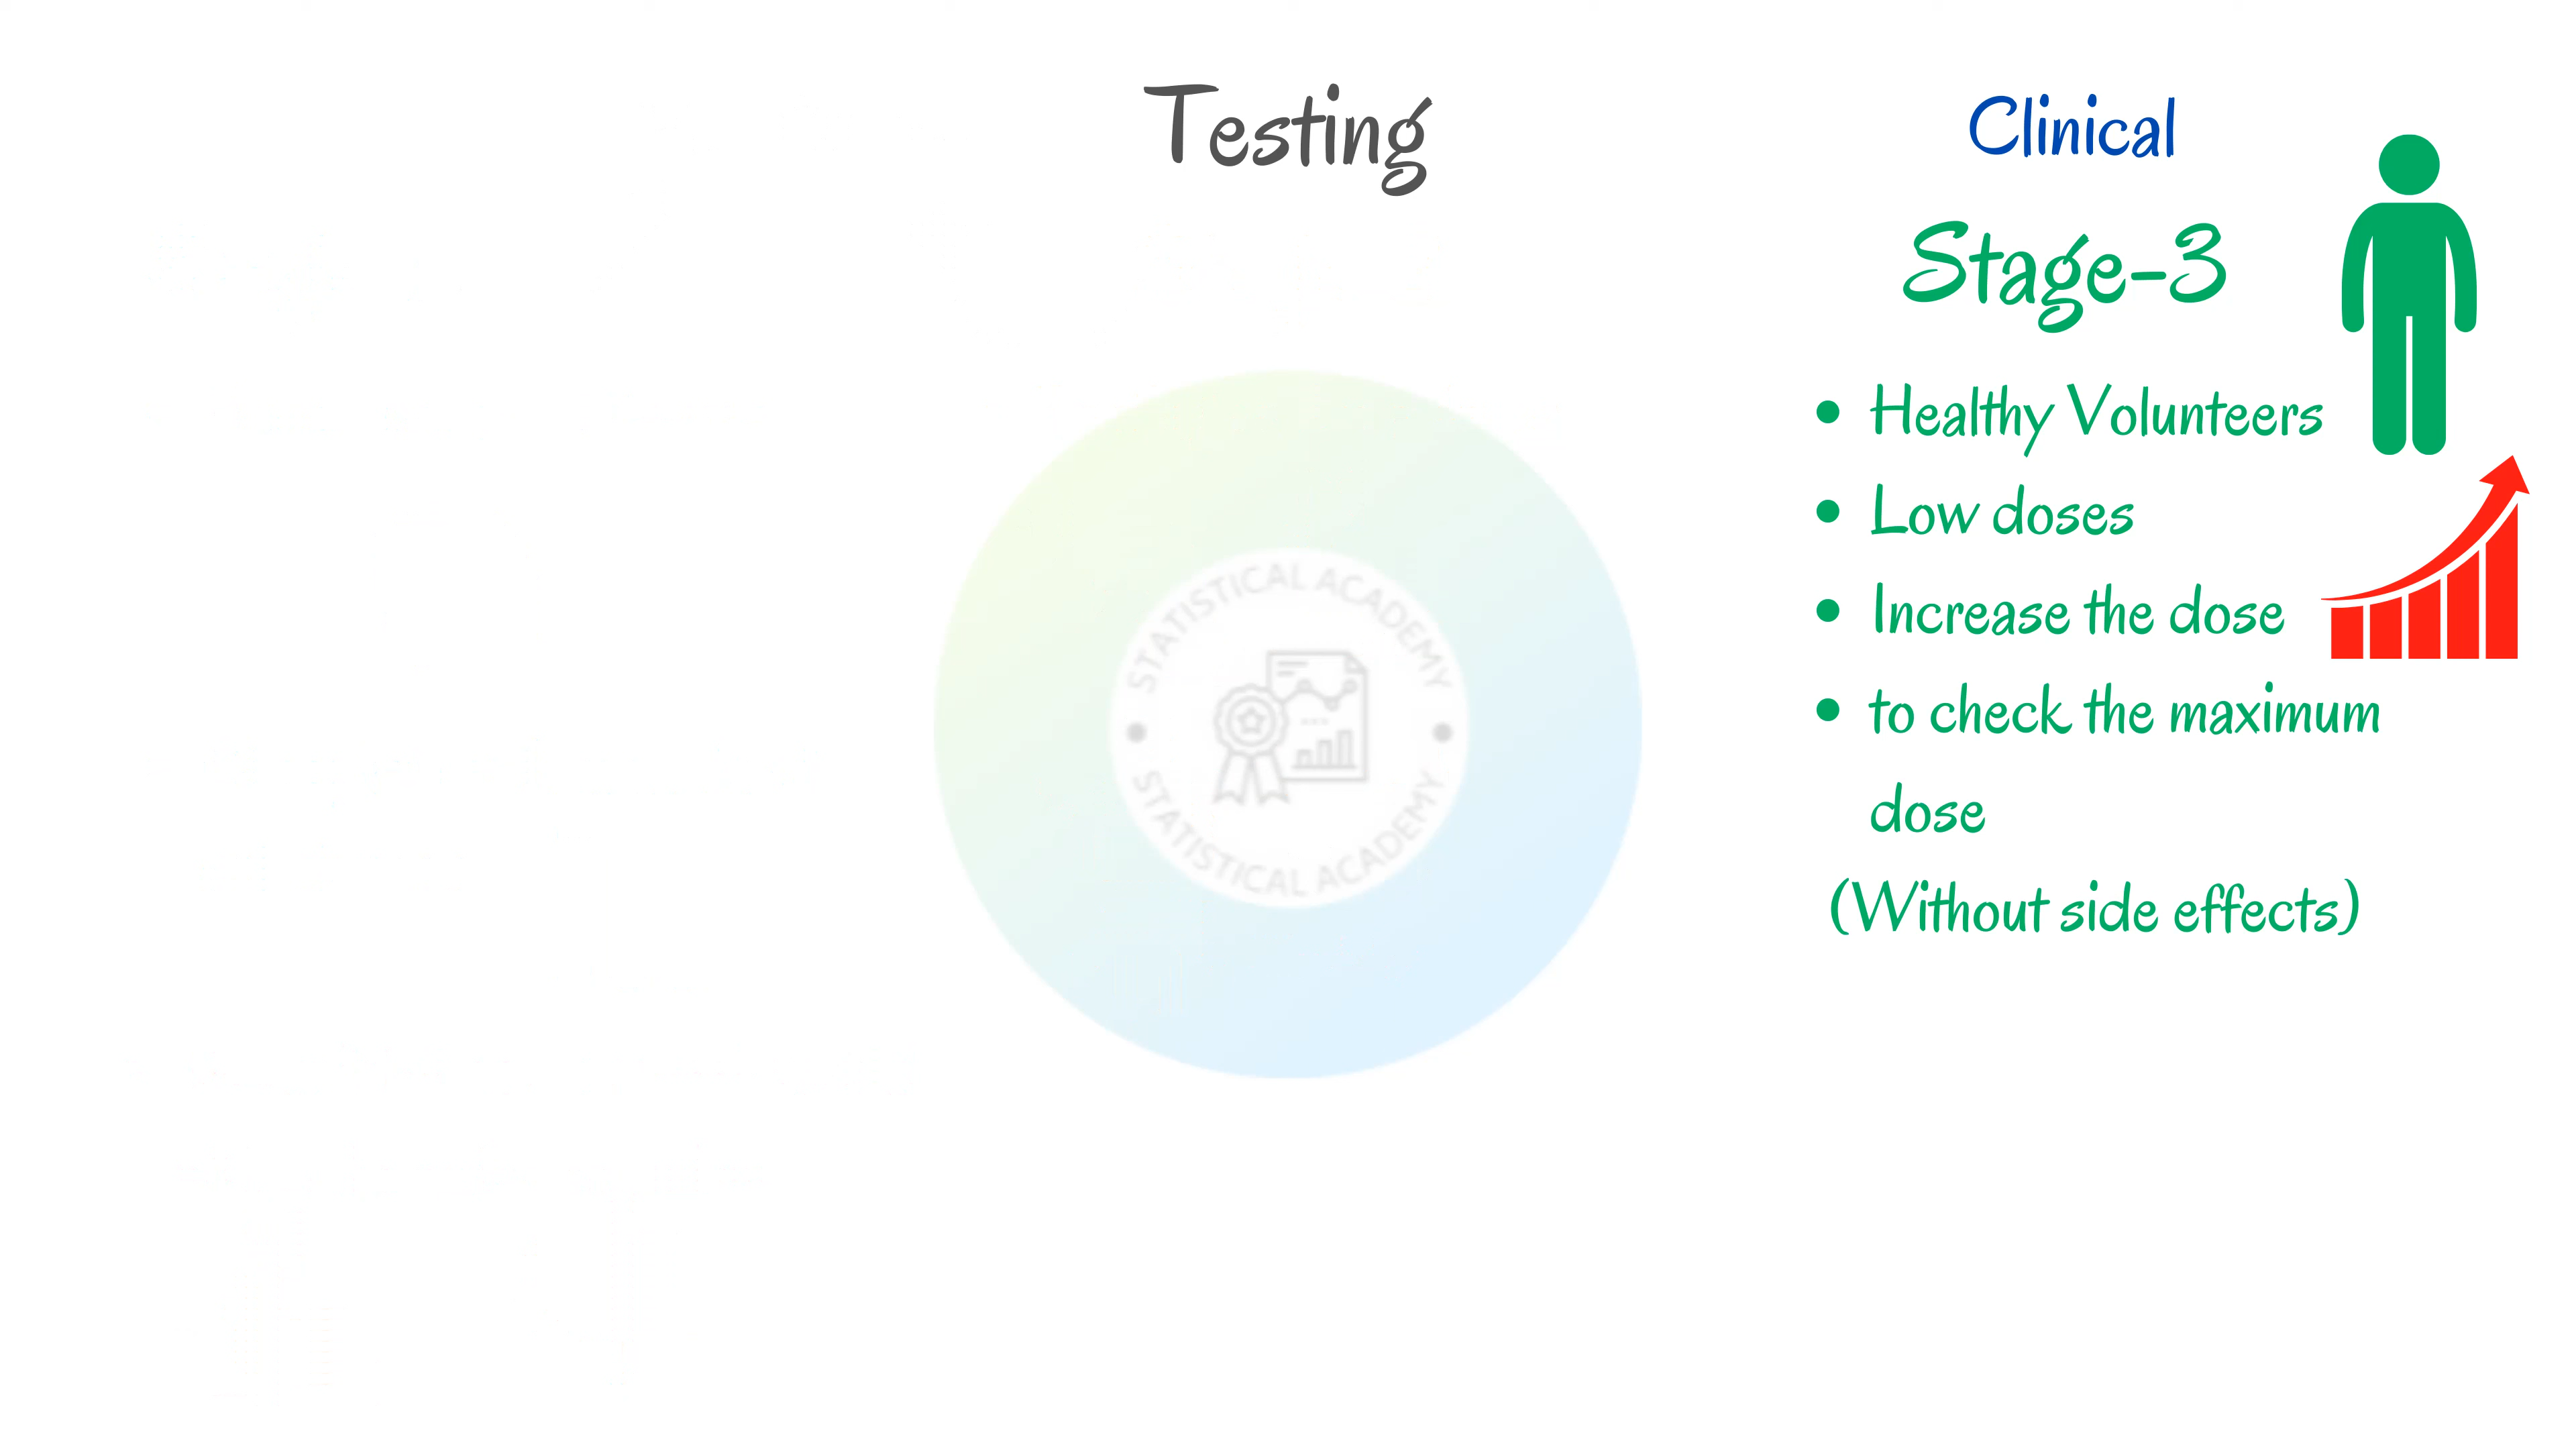 Testing
Clinical
Stage-3
• Healthy Volunteers
• Low doses
• Increase the dose
• to check the maximum
dose
(Without side effects)
STATISTICAL ACADEMY
STATISTICAL ACADEMY